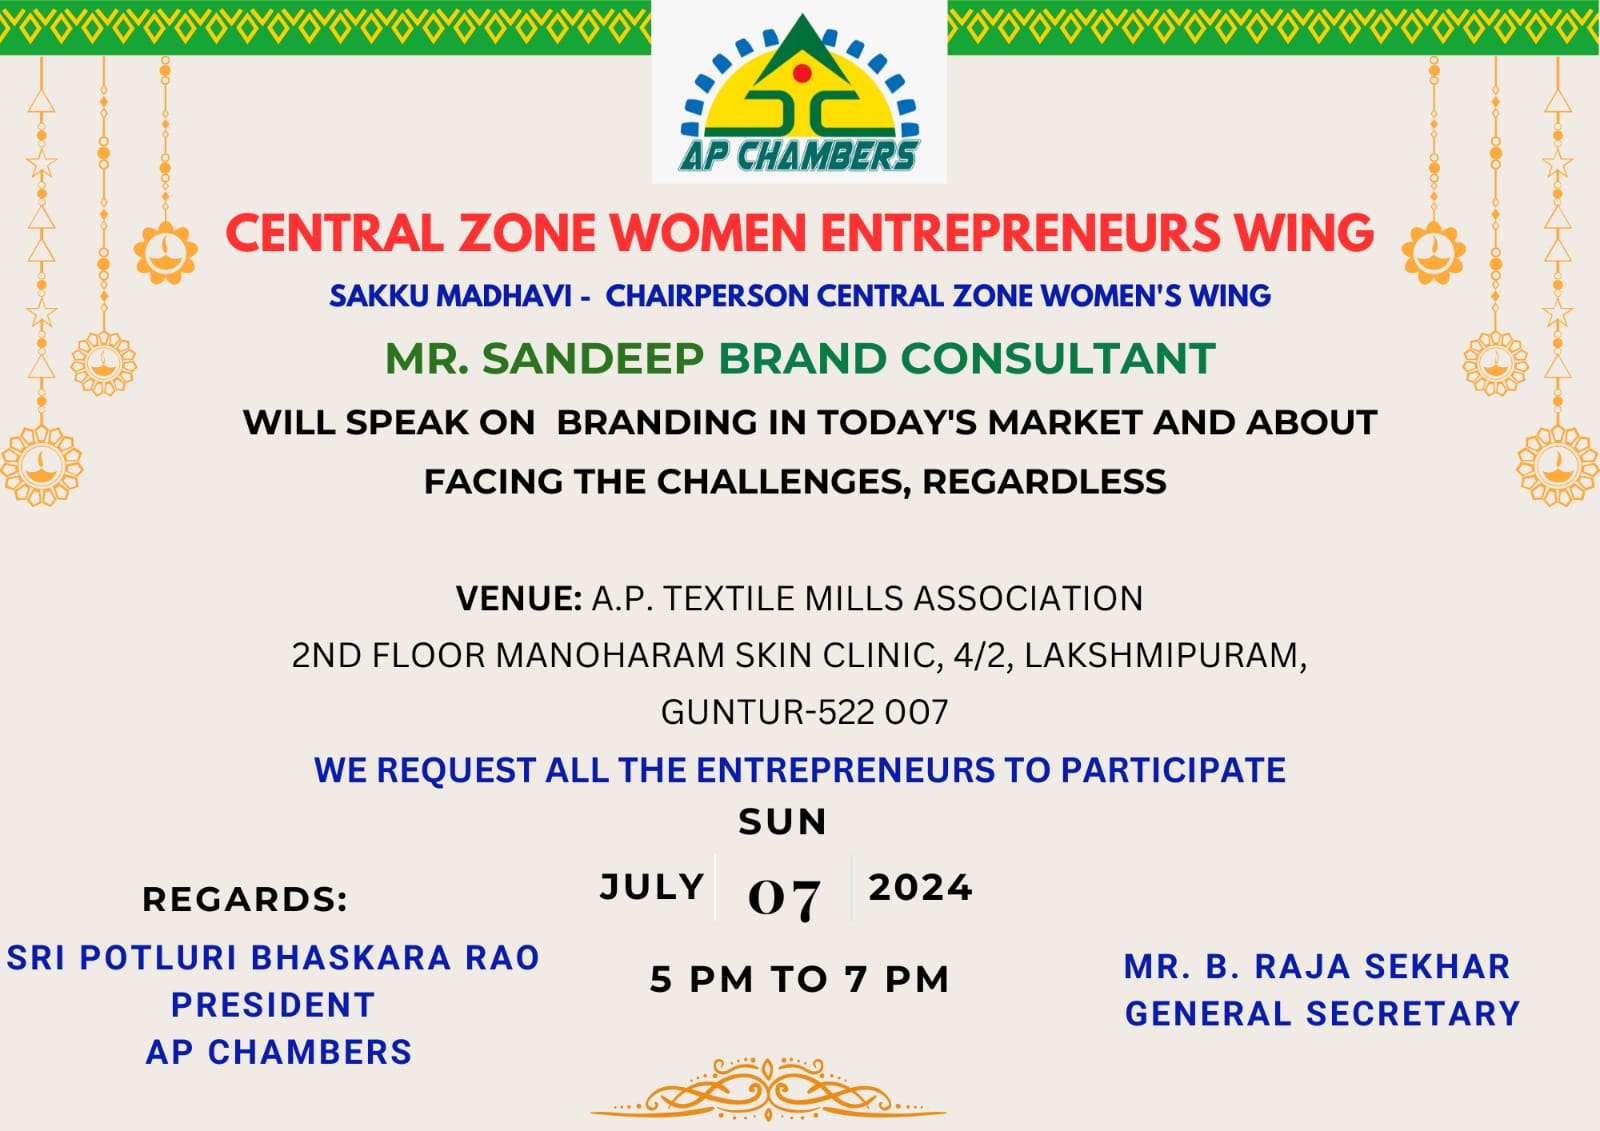 AP CHAMBERS
CENTRAL ZONE WOMEN ENTREPRENEURS WING
SAKKU MADHAVI - CHAIRPERSON CENTRAL ZONE WOMEN'S WING
MR. SANDEEP BRAND CONSULTANT
WILL SPEAK ON BRANDING IN TODAY'S MARKET AND ABOUT
FACING THE CHALLENGES, REGARDLESS
VENUE: A.P. TEXTILE MILLS ASSOCIATION
2ND FLOOR MANOHARAM SKIN CLINIC, 4/2, LAKSHMIPURAM,
GUNTUR-522 007
WE REQUEST ALL THE ENTREPRENEURS TO PARTICIPATE
SUN
JULY 07 2024
5 PM TO 7 PM
REGARDS:
SRI POTLURI BHASKARA RAO
PRESIDENT
AP CHAMBERS
MR. B. RAJA SEKHAR
GENERAL SECRETARY